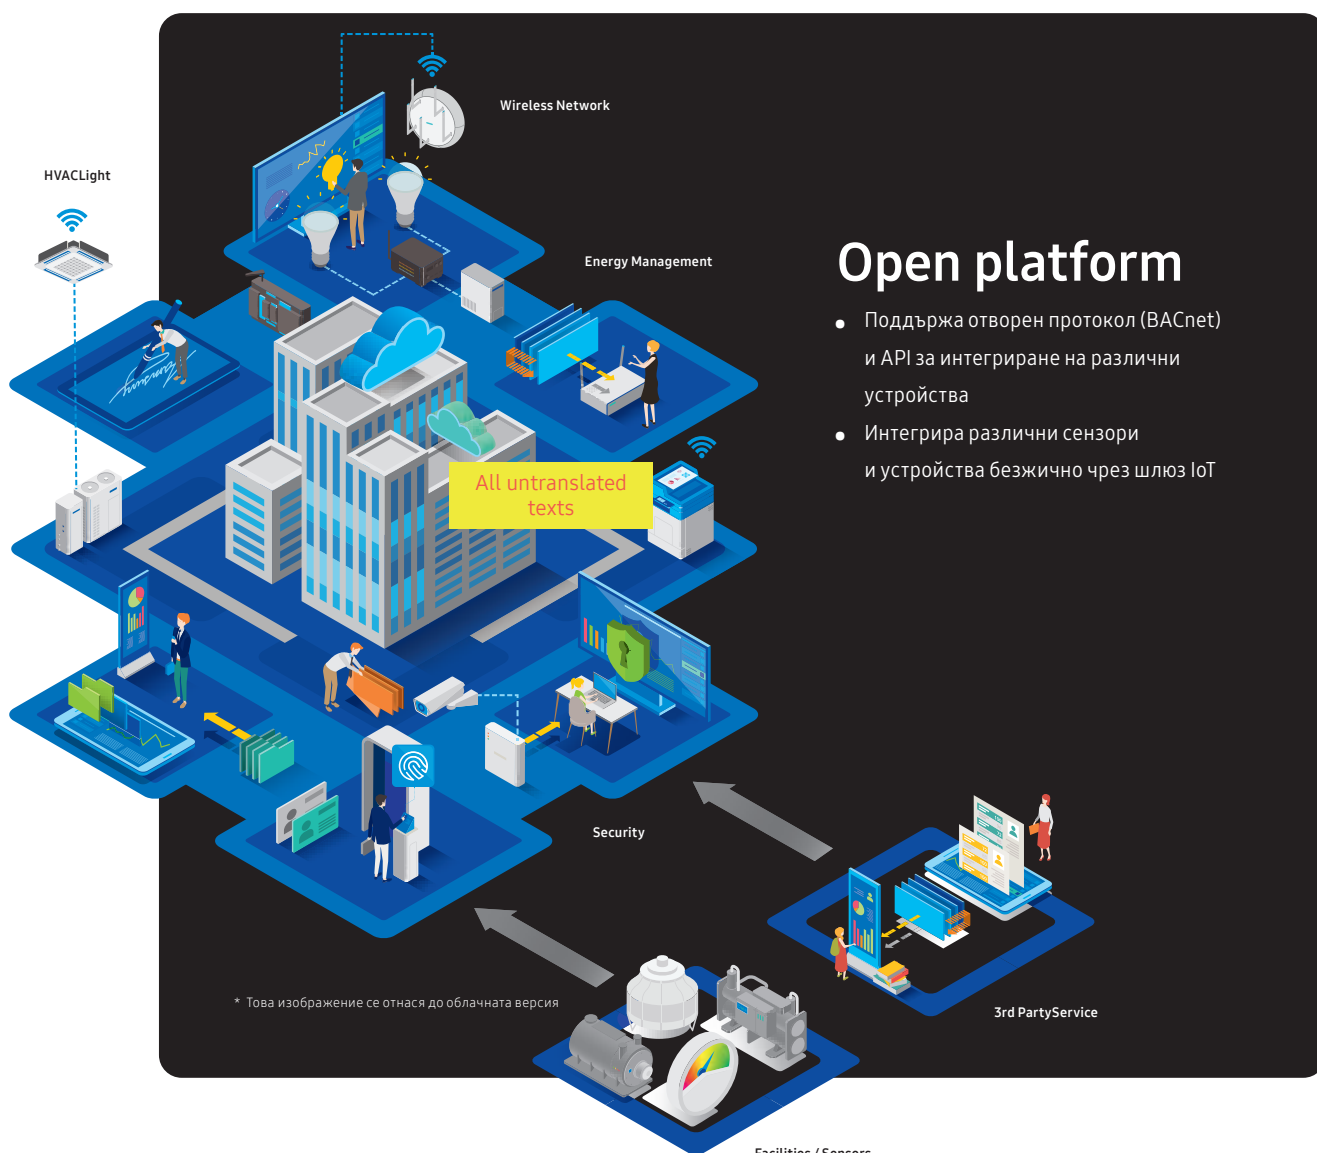 Wireless Network
HVACLight
Energy Management
Open platform
• Поддържа отворен протокол (BACnet)
и API за интегриране на различни
устройства
• Интегрира различни сензори
и устройства безжично чрез шлюз IoT
All untranslated
texts
Security
* Това изображение се отнася до облачната версия
3rd PartyService
Facilities / Sensors